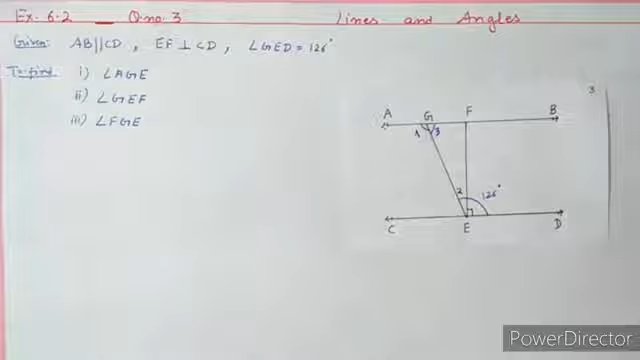 Ex. 6.2 _ Q.no. 3 Lines and Angles
Given: AB||CD , EF ⊥ CD , ∠GED = 126°
To find i) ∠AGE
ii) ∠GEF
iii) ∠FGE
3
A G F B
1 3
2 126°
C E D
PowerDirector